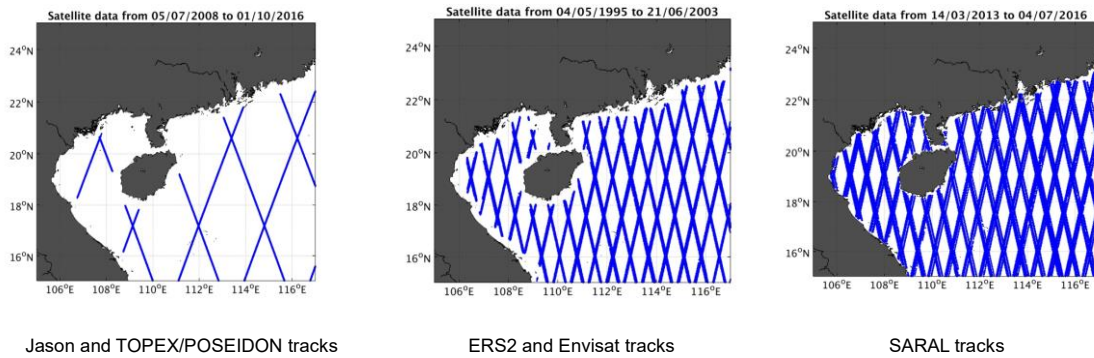 Satellite data from 05/07/2008 to 01/10/2016
24°N
22°N
20°N
18°N
16°N
106°E 108°E 110°E 112°E 114°E 116°E
Jason and TOPEX/POSEIDON tracks
Satellite data from 04/05/1995 to 21/06/2003
24°N
22°N
20°N
18°N
16°N
106°E 108°E 110°E 112°E 114°E 116°E
ERS2 and Envisat tracks
Satellite data from 14/03/2013 to 04/07/2016
24°N
22°N
20°N
18°N
16°N
106°E 108°E 110°E 112°E 114°E 116°E
SARAL tracks